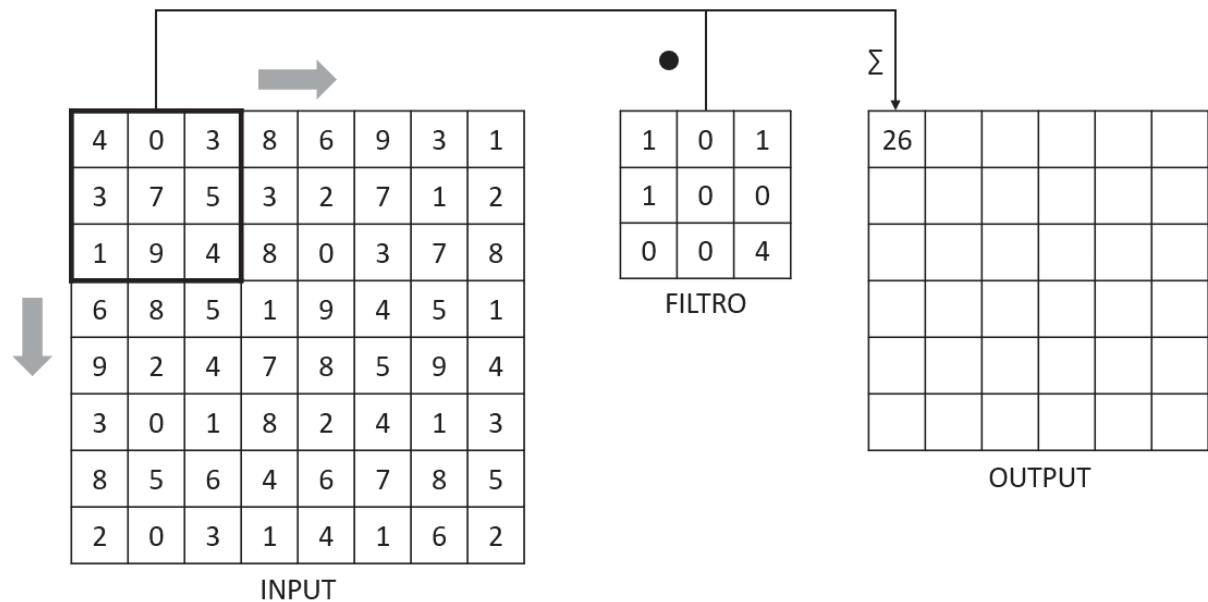 ●
∑
4 0 3 8 6 9 3 1
3 7 5 3 2 7 1 2
1 9 4 8 0 3 7 8
6 8 5 1 9 4 5 1
9 2 4 7 8 5 9 4
3 0 1 8 2 4 1 3
8 5 6 4 6 7 8 5
2 0 3 1 4 1 6 2
INPUT
1 0 1
1 0 0
0 0 4
FILTRO
26
OUTPUT